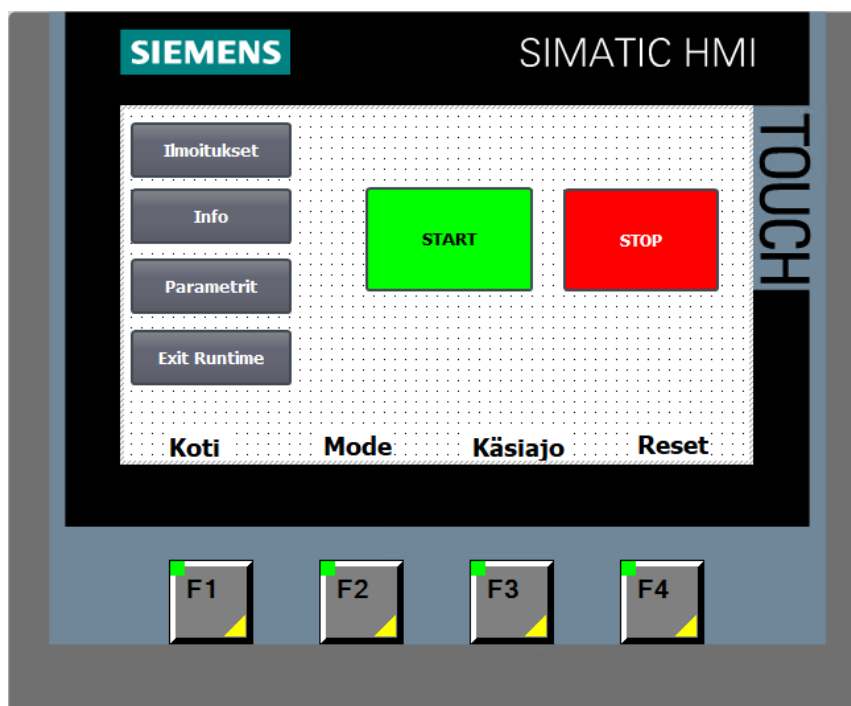 SIEMENS
SIMATIC HMI
TOUCH
Ilmoitukset
Info
START
STOP
Parametrit
Exit Runtime
Koti
Mode
Käsiajo
Reset
F1
F2
F3
F4